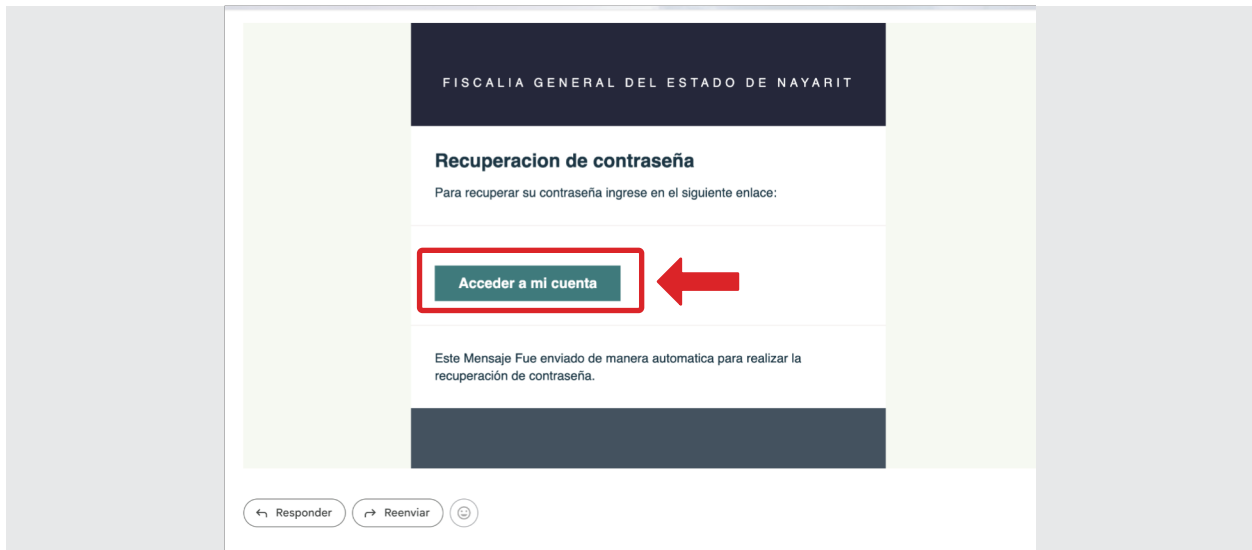 FISCALIA GENERAL DEL ESTADO DE NAYARIT
Recuperacion de contraseña
Para recuperar su contraseña ingrese en el siguiente enlace:
Acceder a mi cuenta
Este Mensaje Fue enviado de manera automatica para realizar la
recuperación de contraseña.
Responder
Reenviar